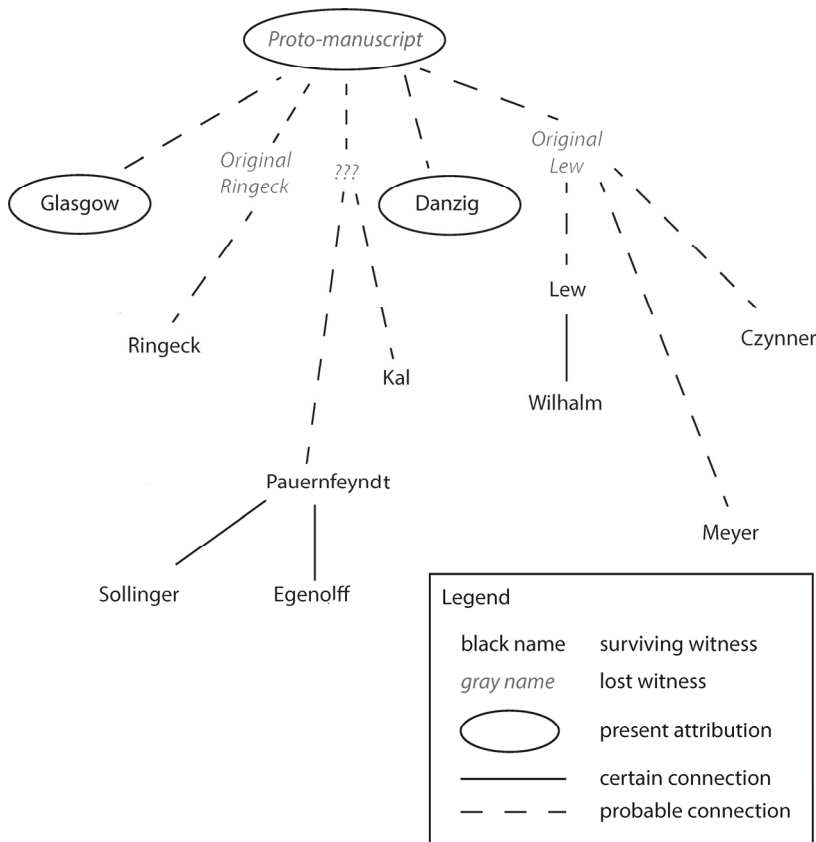 Proto-manuscript
Original
Ringeck
???
Original
Lew
Glasgow
Danzig
Lew
Ringeck
Czynner
Kal
Wilhalm
Pauernfeyndt
Meyer
Sollinger
Egenolff
Legend
black name surviving witness
gray name lost witness
present attribution
certain connection
probable connection